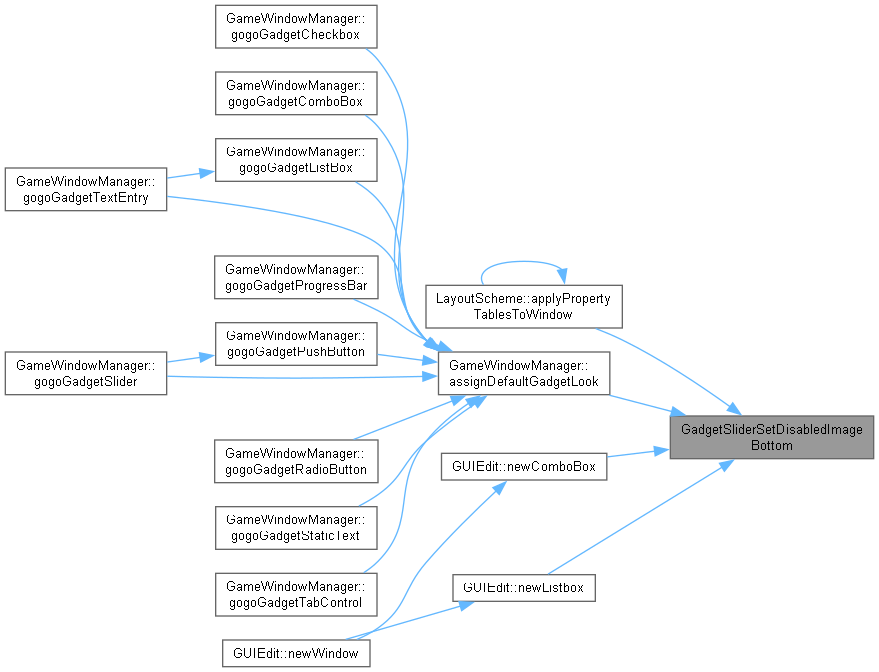 GameWindowManager::
gogoGadgetCheckbox
GameWindowManager::
gogoGadgetComboBox
GameWindowManager::
gogoGadgetListBox
GameWindowManager::
gogoGadgetTextEntry
GameWindowManager::
gogoGadgetProgressBar
LayoutScheme::applyProperty
TablesToWindow
GameWindowManager::
gogoGadgetPushButton
GameWindowManager::
gogoGadgetSlider
GameWindowManager::
assignDefaultGadgetLook
GadgetSliderSetDisabledImage
Bottom
GameWindowManager::
gogoGadgetRadioButton
GUIEdit::newComboBox
GameWindowManager::
gogoGadgetStaticText
GameWindowManager::
gogoGadgetTabControl
GUIEdit::newListbox
GUIEdit::newWindow